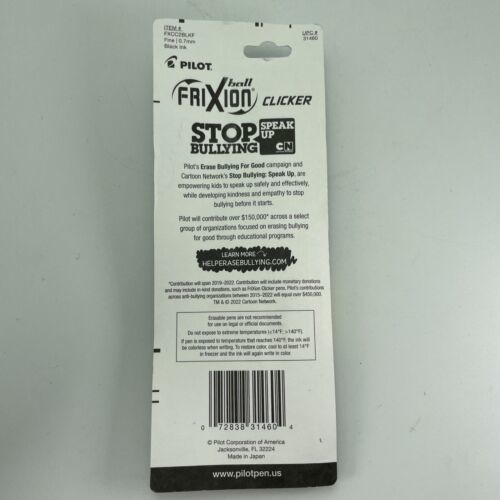 ITEM #
FXCC2BLKF
Fine | 0.7mm
Black Ink
UPC #
31460
PILOT
FRIXION ball® CLICKER
STOP BULLYING SPEAK UP CN
Pilot's Erase Bullying For Good campaign and
Cartoon Network's Stop Bullying: Speak Up, are
empowering kids to speak up safely and effectively,
while developing kindness and empathy to stop
bullying before it starts.
Pilot will contribute over $150,000* across a select
group of organizations focused on erasing bullying
for good through educational programs.
LEARN MORE
HELPERASEBULLYING.COM
*Contribution will span 2019-2022. Contribution will include monetary donations
and may include in-kind donations, such as FriXion Clicker pens. Pilot's contributions
across anti-bullying organizations between 2015-2022 will equal over $450,000.
TM & © 2022 Cartoon Network.
Erasable pens are not recommended
for use on legal or official documents.
Do not expose to extreme temperatures (<14°F; >140°F).
If pen is exposed to temperature that reaches 140°F, the ink will
be colorless when writing. To restore color, cool to at least 14°F
in freezer and the ink will again write in color.
0 72838 31460 4
© Pilot Corporation of America
Jacksonville, FL 32224
Made in Japan
www.pilotpen.us